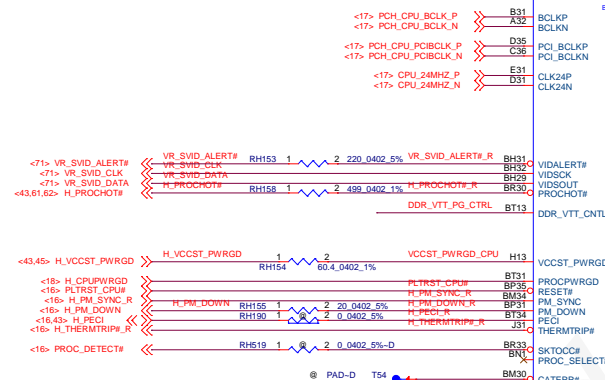 <17> PCH_CPU_BCLK_P B31 BCLKP
<17> PCH_CPU_BCLK_N A32 BCLKN
<17> PCH_CPU_PCIBCLK_P D35 PCI_BCLKP
<17> PCH_CPU_PCIBCLK_N C36 PCI_BCLKN
<17> CPU_24MHZ_P E31 CLK24P
<17> CPU_24MHZ_N D31 CLK24N
<71> VR_SVID_ALERT# VR_SVID_ALERT# RH153 1 2 220_0402_5% VR_SVID_ALERT#_R BH31 VIDALERT#
<71> VR_SVID_CLK VR_SVID_CLK BH32 VIDSCK
<71> VR_SVID_DATA VR_SVID_DATA BH29 VIDSOUT
<43,61,62> H_PROCHOT# H_PROCHOT# RH158 1 2 499_0402_1% H_PROCHOT#_R BR30 PROCHOT#
DDR_VTT_PG_CTRL BT13 DDR_VTT_CNTL
<43,45> H_VCCST_PWRGD H_VCCST_PWRGD 1 2 VCCST_PWRGD_CPU H13 VCCST_PWRGD
RH154 60.4_0402_1%
<18> H_CPUPWRGD BT31 PROCPWRGD
<16> PLTRST_CPU# PLTRST_CPU# BP35 RESET#
<16> H_PM_SYNC_R H_PM_SYNC_R BM34 PM_SYNC
<16> H_PM_DOWN H_PM_DOWN RH155 1 2 20_0402_5% H_PM_DOWN_R BP31 PM_DOWN
<16,43> H_PECI RH190 1 @ 2 0_0402_5% H_PECI_R BT34 PECI
<16> H_THERMTRIP#_R H_THERMTRIP#_R J31 THERMTRIP#
<16> PROC_DETECT# RH519 1 @ 2 0_0402_5%~D BR33 SKTOCC#
BN1 PROC_SELECT
@ PAD~D T54 BM30 CATERR#